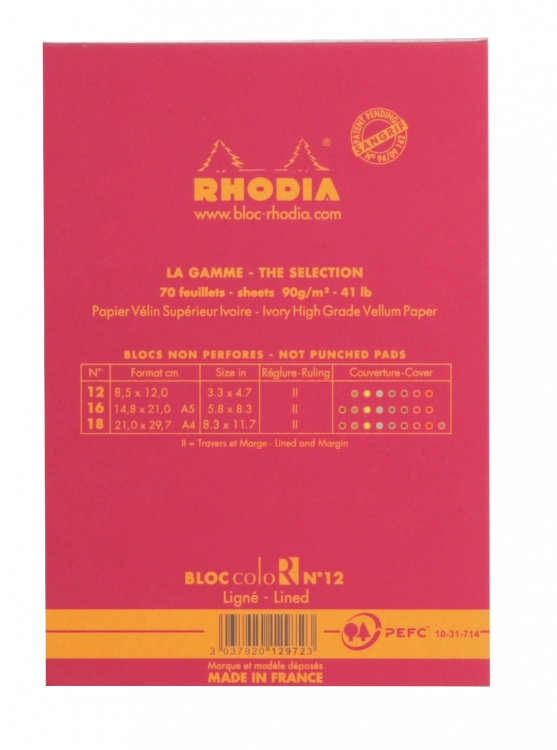 PATENT PENDING
SANGRIF
N° 94/09 142
RHODIA®
www.bloc-rhodia.com
LA GAMME - THE SELECTION
70 feuillets - sheets 90g/m² - 41 lb
Papier Vélin Supérieur Ivoire - Ivory High Grade Vellum Paper
BLOCS NON PERFORES - NOT PUNCHED PADS
N° Format cm Size in Réglure-Ruling Couverture-Cover
12 8,5 x 12,0 3.3 x 4.7 II
16 14,8 x 21,0 A5 5.8 x 8.3 II
18 21,0 x 29,7 A4 8.3 x 11.7 II
II = Travers et Marge - Lined and Margin
BLOC coloR N°12
Ligné - Lined
PEFC™ 10-31-714
3 037920 129723
Marque et modèle déposés
MADE IN FRANCE